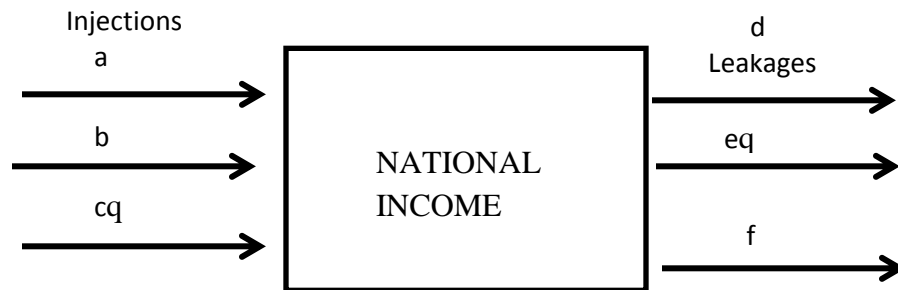 Injections
a
b
cq
NATIONAL
INCOME
d
Leakages
eq
f